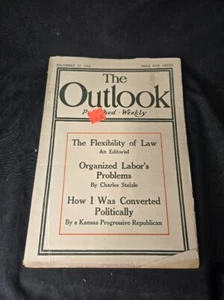 The
Outlook
Published Weekly
The Flexibility of Law
An Editorial
Organized Labor's
Problems
By Charles Stelzle
How I Was Converted
Politically
By a Kansas Progressive Republican